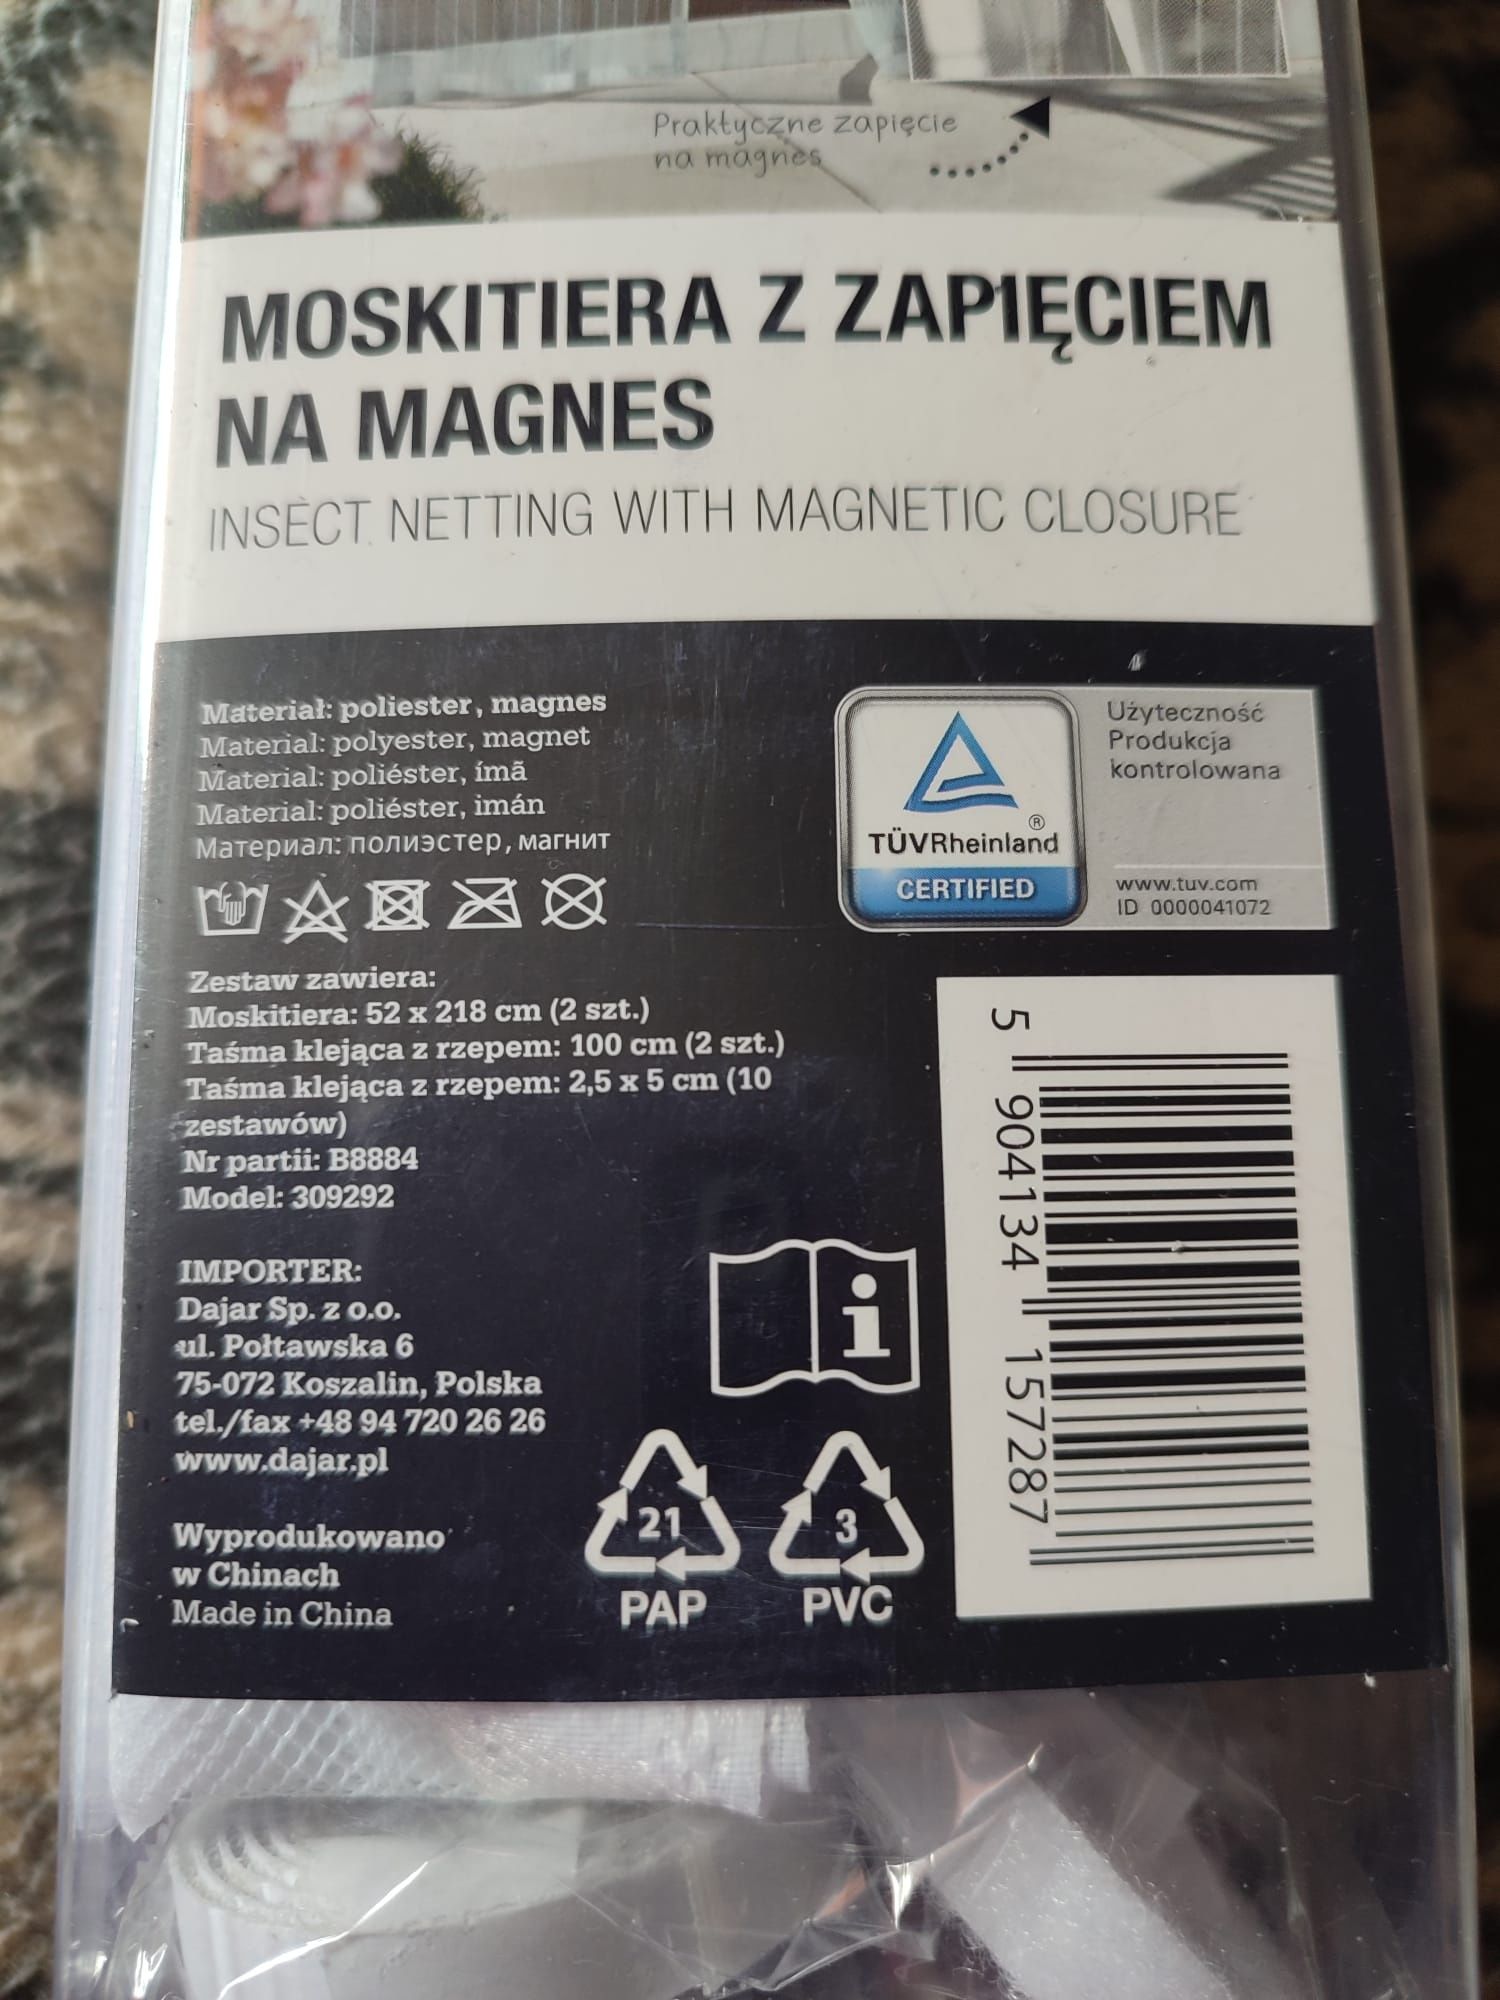 Praktyczne zapięcie
na magnes
MOSKITIERA Z ZAPIĘCIEM
NA MAGNES
INSECT NETTING WITH MAGNETIC CLOSURE
Materiał: poliester, magnes
Material: polyester, magnet
Material: poliéster, ímã
Material: poliéster, imán
Материал: полиэстер, магнит
TÜVRheinland®
CERTIFIED
Użyteczność
Produkcja
kontrolowana
www.tuv.com
ID 0000041072
Zestaw zawiera:
Moskitiera: 52 x 218 cm (2 szt.)
Taśma klejąca z rzepem: 100 cm (2 szt.)
Taśma klejąca z rzepem: 2,5 x 5 cm (10
zestawów)
Nr partii: B8884
Model: 309292
IMPORTER:
Dajar Sp. z o.o.
ul. Połtawska 6
75-072 Koszalin, Polska
tel./fax +48 94 720 26 26
www.dajar.pl
Wyprodukowano
w Chinach
Made in China
i
21
PAP
3
PVC
5 904134 157287